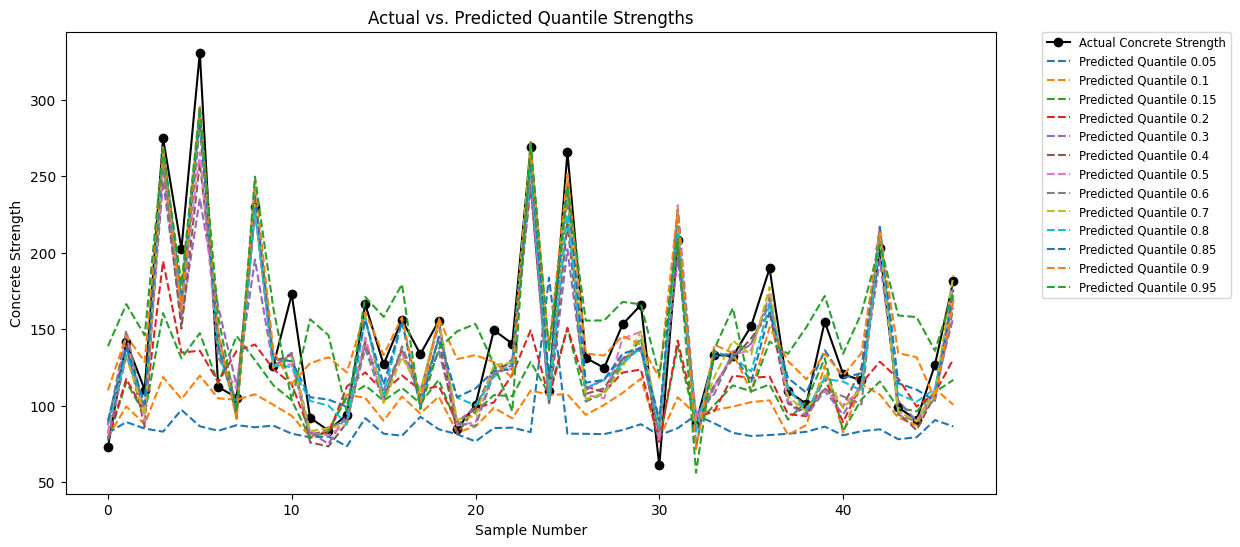 Actual vs. Predicted Quantile Strengths
Concrete Strength
300
250
200
150
100
50
0
10
20
30
40
Sample Number
Actual Concrete Strength
Predicted Quantile 0.05
Predicted Quantile 0.1
Predicted Quantile 0.15
Predicted Quantile 0.2
Predicted Quantile 0.3
Predicted Quantile 0.4
Predicted Quantile 0.5
Predicted Quantile 0.6
Predicted Quantile 0.7
Predicted Quantile 0.8
Predicted Quantile 0.85
Predicted Quantile 0.9
Predicted Quantile 0.95